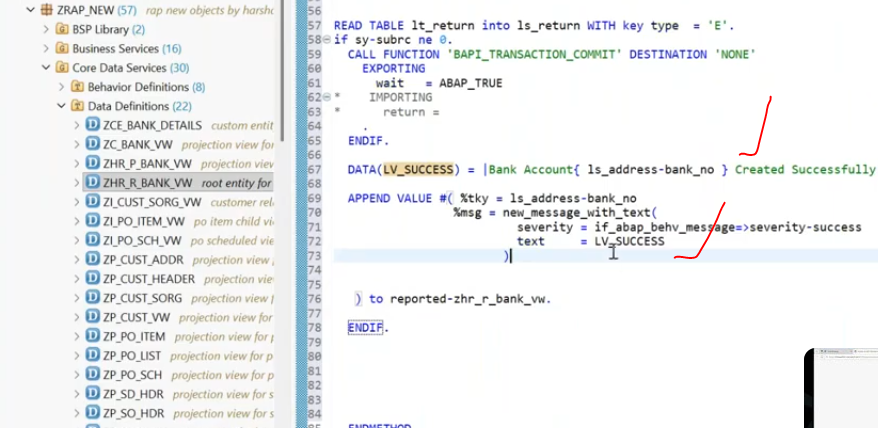 ZRAP_NEW (57) rap new objects by harsho
BSP Library (2)
Business Services (16)
Core Data Services (30)
Behavior Definitions (8)
Data Definitions (22)
ZCE_BANK_DETAILS custom entit
ZC_BANK_VW projection view for
ZHR_P_BANK_VW projection view
ZHR_R_BANK_VW root entity for
ZI_CUST_SORG_VW customer rel
ZI_PO_ITEM_VW po item child vi
ZI_PO_SCH_VW po scheduled vie
ZP_CUST_ADDR projection view
ZP_CUST_HEADER projection vie
ZP_CUST_SORG projection view
ZP_CUST_VW projection view for
ZP_PO_ITEM projection view for p
ZP_PO_LIST projection view for p
ZP_PO_SCH projection view for p
ZP_SD_HDR projection view for s
ZP_SO_HDR projection view for s
56
57 READ TABLE lt_return into ls_return WITH key type = 'E'.
58 if sy-subrc ne 0.
59 CALL FUNCTION 'BAPI_TRANSACTION_COMMIT' DESTINATION 'NONE'
60 EXPORTING
61 wait = ABAP_TRUE
62 * IMPORTING
63 * return =
64 .
65 ENDIF.
66
67 DATA(LV_SUCCESS) = |Bank Account{ ls_address-bank_no } Created Successfully
68
69 APPEND VALUE #( %tky = ls_address-bank_no
70 %msg = new_message_with_text(
71 severity = if_abap_behv_message=>severity-success
72 text = LV_SUCCESS
73 )
74
75
76 ) to reported-zhr_r_bank_vw.
77
78 ENDIF.
79
80
81
82
83
84
85 ENDMETHOD